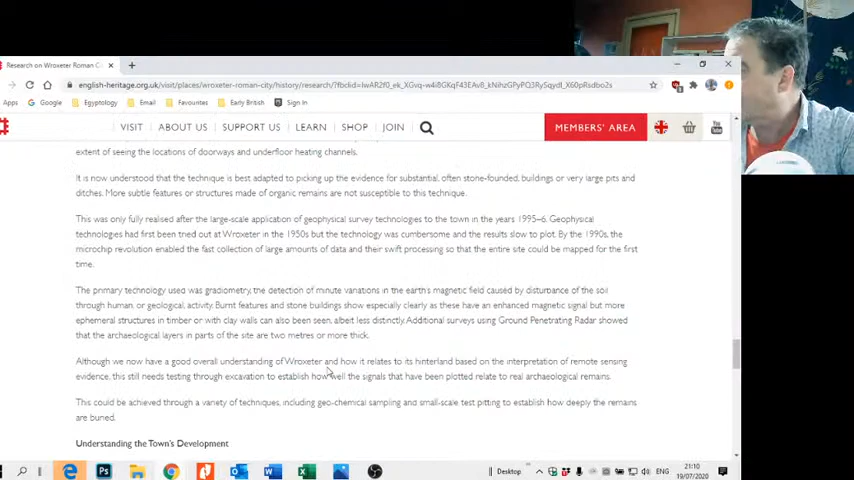 Research on Wroxeter Roman C
english-heritage.org.uk/visit/places/wroxeter-roman-city/history/research/?fbclid=
Apps Google Egyptology Email Favourites Early British Sign In
VISIT ABOUT US SUPPORT US LEARN SHOP JOIN MEMBERS' AREA You Tube
extent of seeing the locations of doorways and underfloor heating channels.
It is now understood that the technique is best adapted to picking up the evidence for substantial, often stone-founded, buildings or very large pits and
ditches. More subtle features or structures made of organic remains are not susceptible to this technique.
This was only fully realised after the large-scale application of geophysical survey technologies to the town in the years 1995–6. Geophysical
technologies had first been tried out at Wroxeter in the 1950s but the technology was cumbersome and the results slow to plot. By the 1990s, the
microchip revolution enabled the fast collection of large amounts of data and their swift processing so that the entire site could be mapped for the first
time.
The primary technology used was gradiometry, the detection of minute variations in the earth's magnetic field caused by disturbance of the soil
through human, or geological, activity. Burnt features and stone buildings show especially clearly as these have an enhanced magnetic signal but more
ephemeral structures in timber or with clay walls can also been seen, albeit less distinctly. Additional surveys using Ground Penetrating Radar showed
that the archaeological layers in parts of the site are two metres or more thick.
Although we now have a good overall understanding of Wroxeter and how it relates to its hinterland based on the interpretation of remote sensing
evidence, this still needs testing through excavation to establish how well the signals that have been plotted relate to real archaeological remains.
This could be achieved through a variety of techniques, including geo-chemical sampling and small-scale test pitting to establish how deeply the remains
are buried.
Understanding the Town's Development
Desktop
21:10
19/07/2020